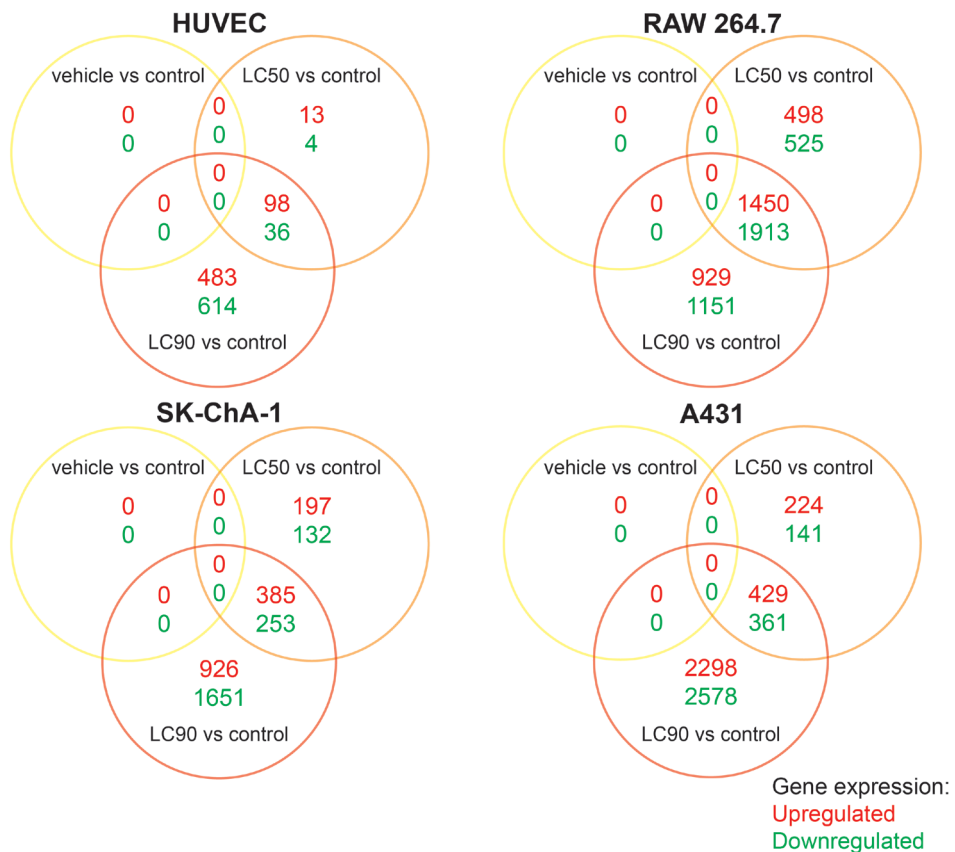 HUVEC
vehicle vs control
LC50 vs control
0
0
0
0
13
4
0
0
0
0
98
36
483
614
LC90 vs control
RAW 264.7
vehicle vs control
LC50 vs control
0
0
0
0
498
525
0
0
0
0
1450
1913
929
1151
LC90 vs control
SK-ChA-1
vehicle vs control
LC50 vs control
0
0
0
0
197
132
0
0
0
0
385
253
926
1651
LC90 vs control
A431
vehicle vs control
LC50 vs control
0
0
0
0
224
141
0
0
0
0
429
361
2298
2578
LC90 vs control
Gene expression:
Upregulated
Downregulated